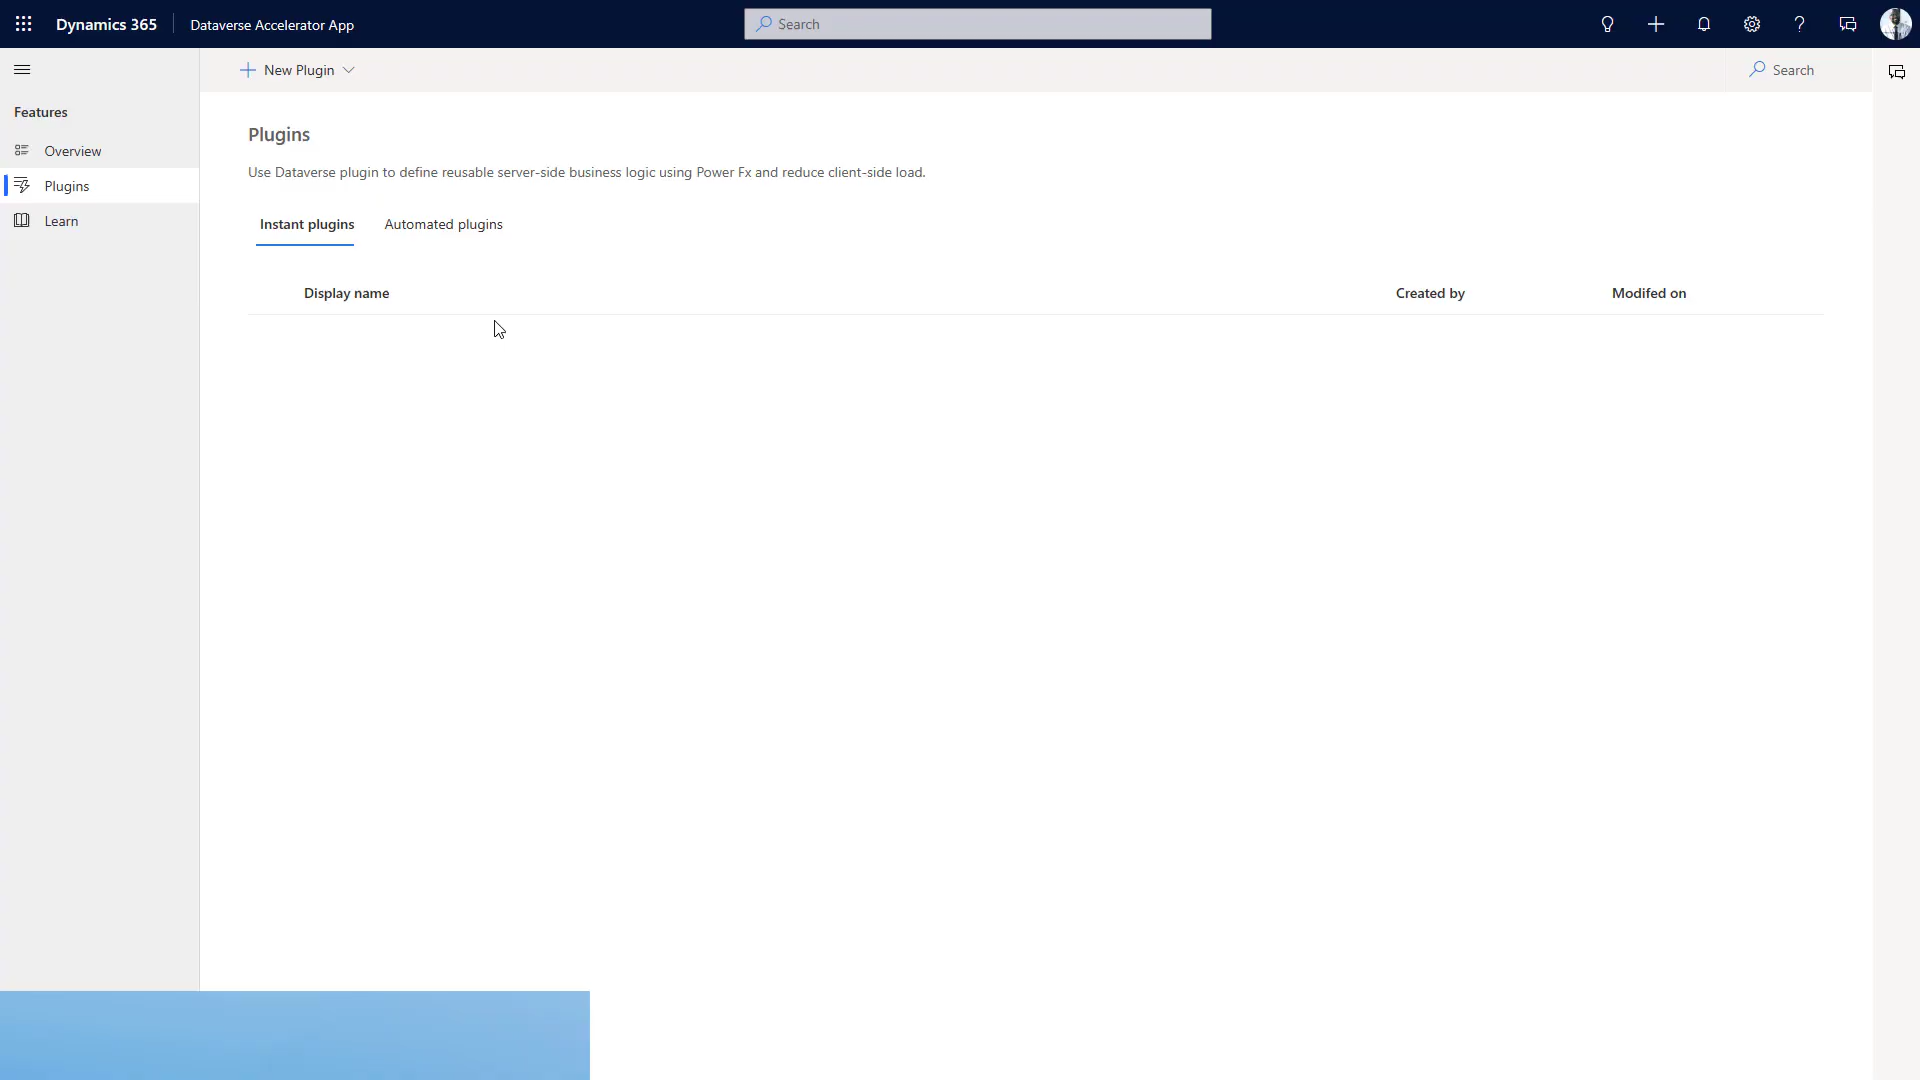 Dynamics 365
Dataverse Accelerator App
Search
New Plugin
Search
Features
Overview
Plugins
Learn
Plugins
Use Dataverse plugin to define reusable server-side business logic using Power Fx and reduce client-side load.
Instant plugins
Automated plugins
Display name
Created by
Modifed on